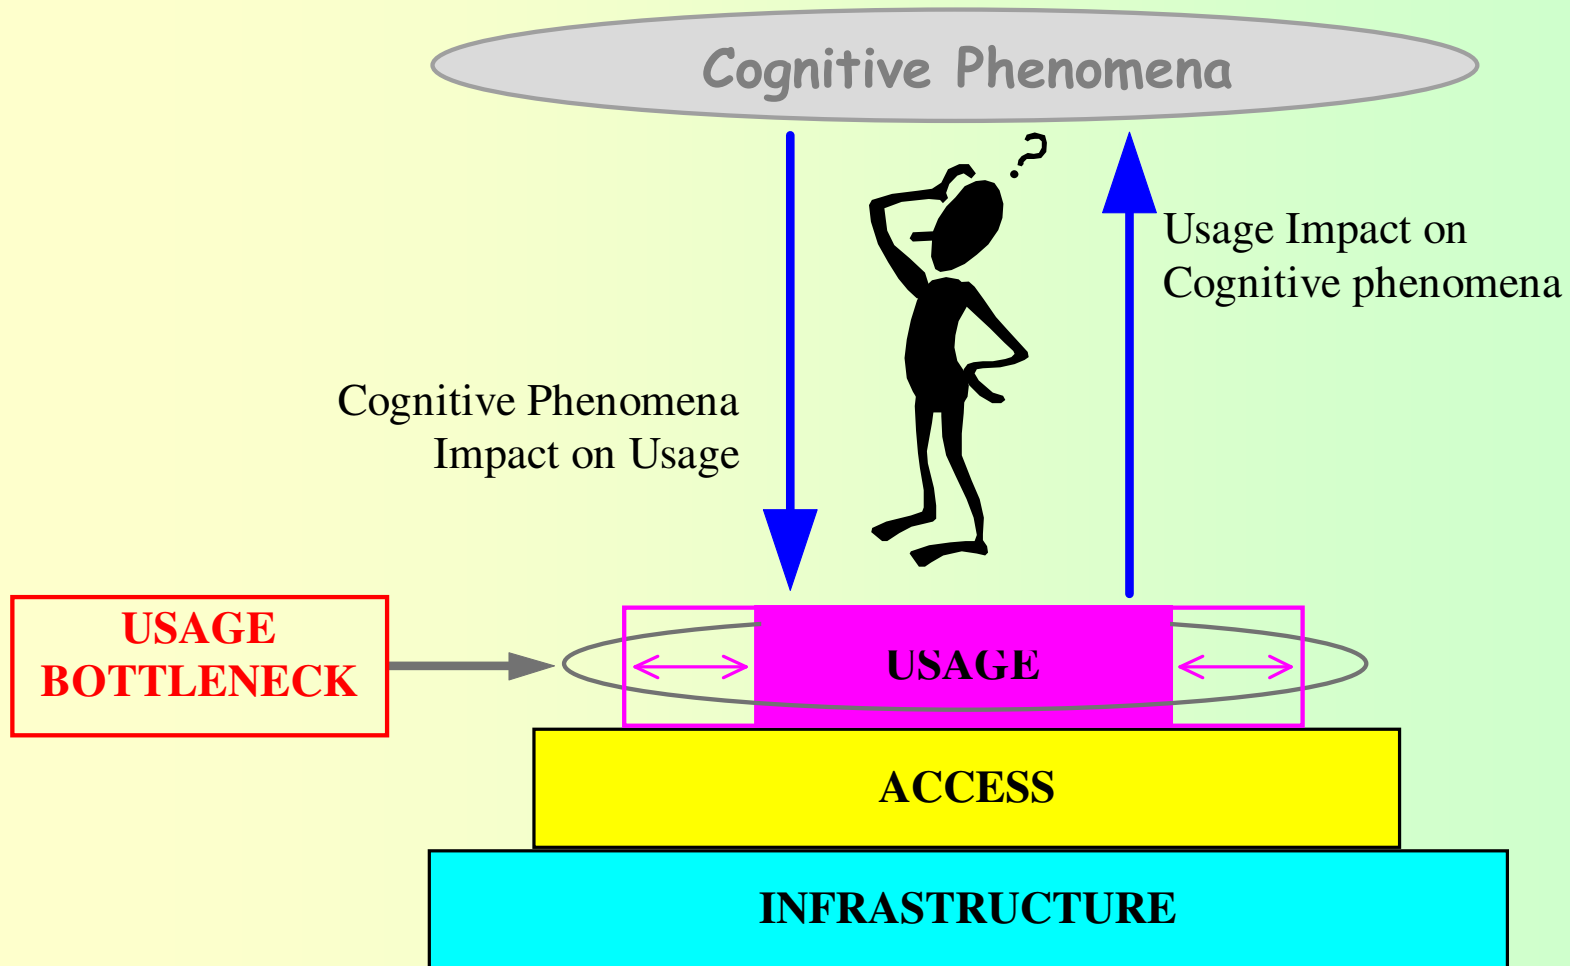 Cognitive Phenomena
?
Usage Impact on
Cognitive phenomena
Cognitive Phenomena
Impact on Usage
USAGE
BOTTLENECK
USAGE
ACCESS
INFRASTRUCTURE